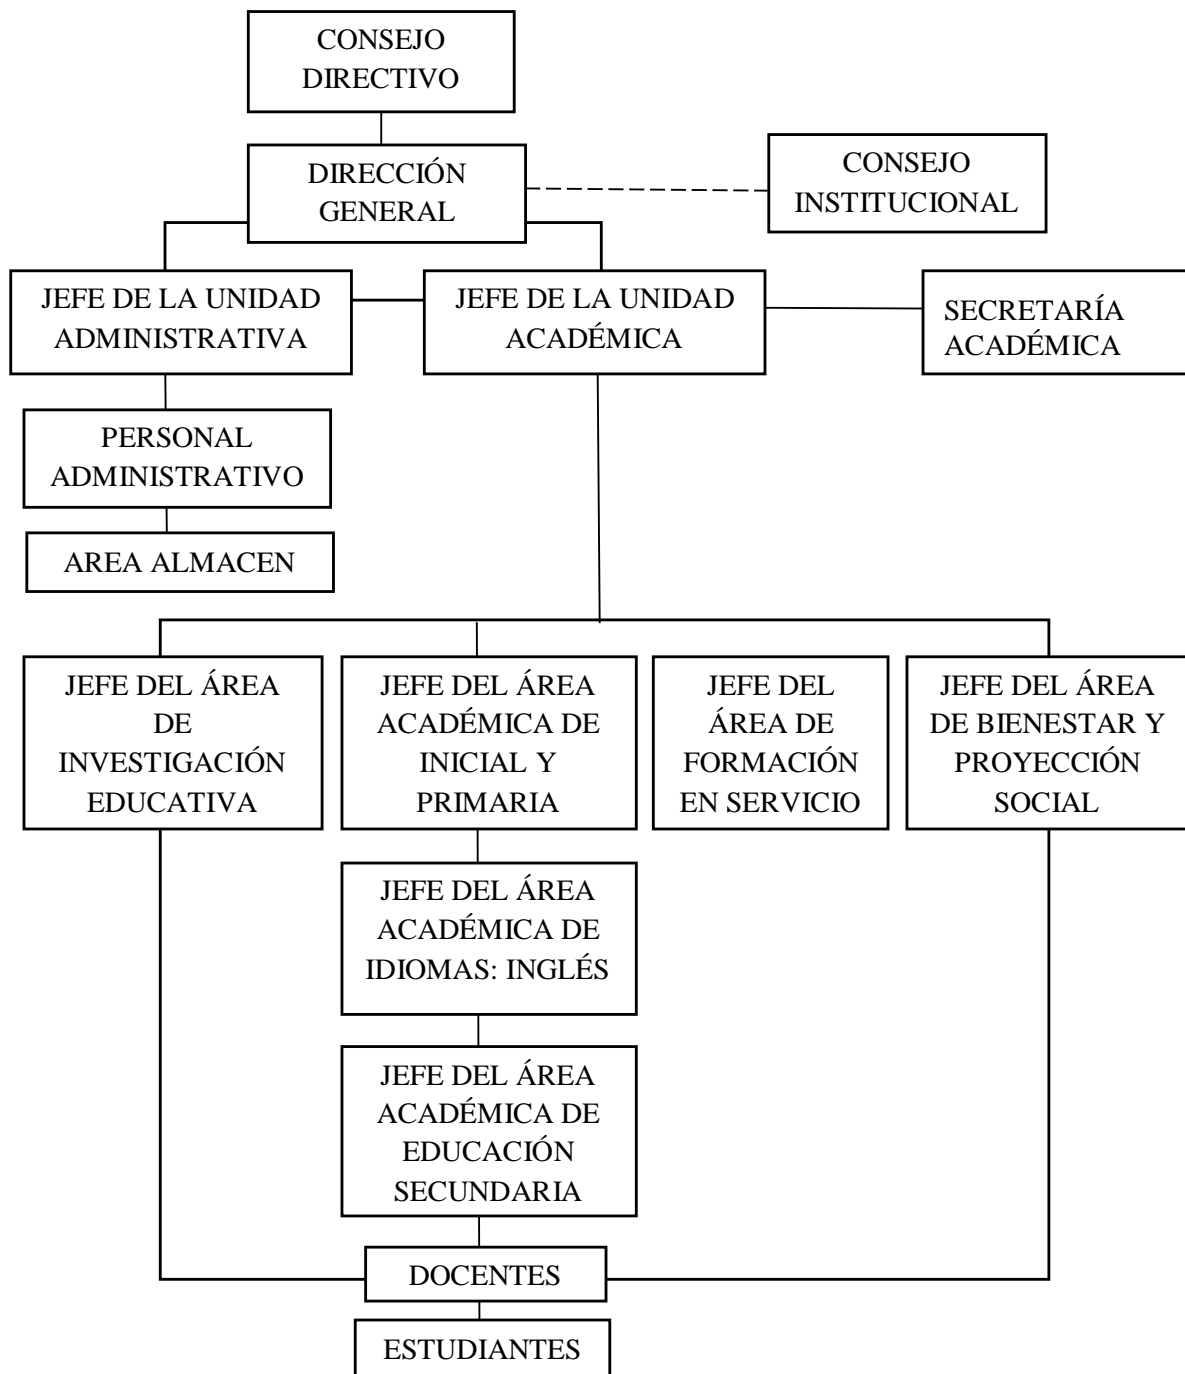 CONSEJO
DIRECTIVO
DIRECCIÓN
GENERAL
CONSEJO
INSTITUCIONAL
JEFE DE LA UNIDAD
ADMINISTRATIVA
JEFE DE LA UNIDAD
ACADÉMICA
SECRETARÍA
ACADÉMICA
PERSONAL
ADMINISTRATIVO
AREA ALMACEN
JEFE DEL ÁREA
DE
INVESTIGACIÓN
EDUCATIVA
JEFE DEL ÁREA
ACADÉMICA DE
INICIAL Y
PRIMARIA
JEFE DEL
ÁREA DE
FORMACIÓN
EN SERVICIO
JEFE DEL ÁREA
DE BIENESTAR Y
PROYECCIÓN
SOCIAL
JEFE DEL ÁREA
ACADÉMICA DE
IDIOMAS: INGLÉS
JEFE DEL ÁREA
ACADÉMICA DE
EDUCACIÓN
SECUNDARIA
DOCENTES
ESTUDIANTES